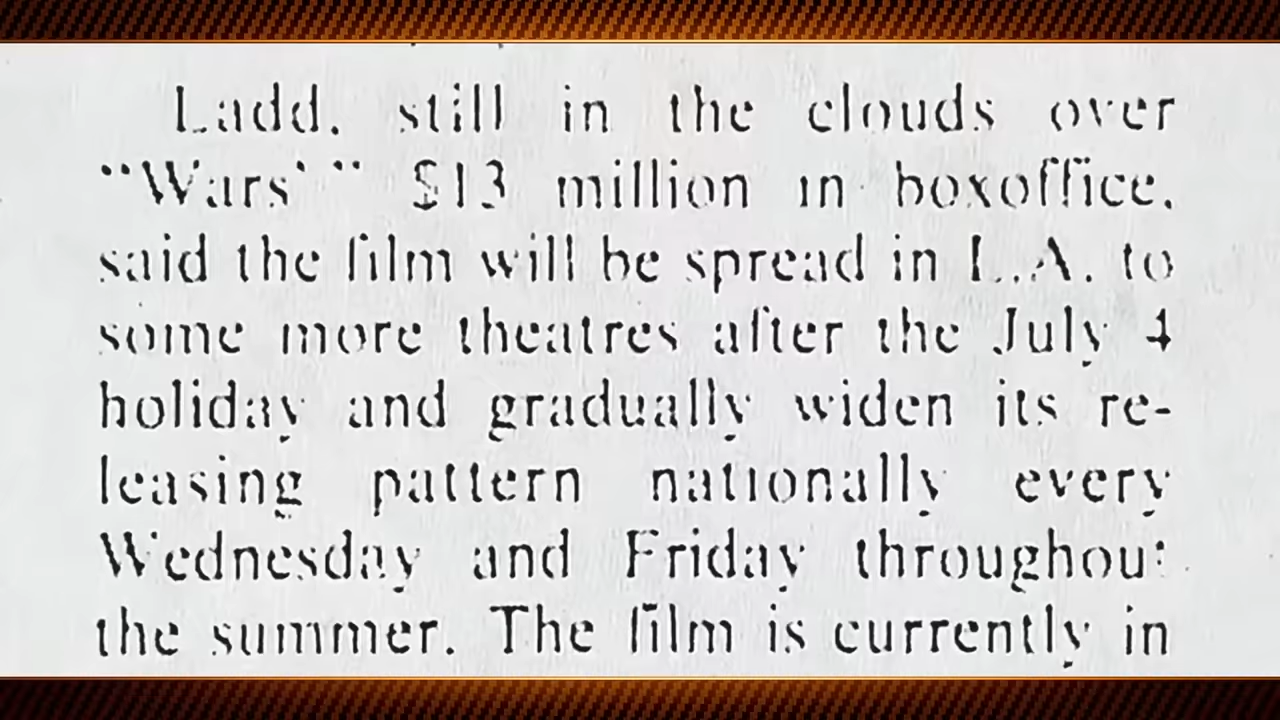 Ladd, still in the clouds over
"Wars' " $13 million in boxoffice,
said the film will be spread in L.A. to
some more theatres after the July 4
holiday and gradually widen its re-
leasing pattern nationally every
Wednesday and Friday throughout
the summer. The film is currently in